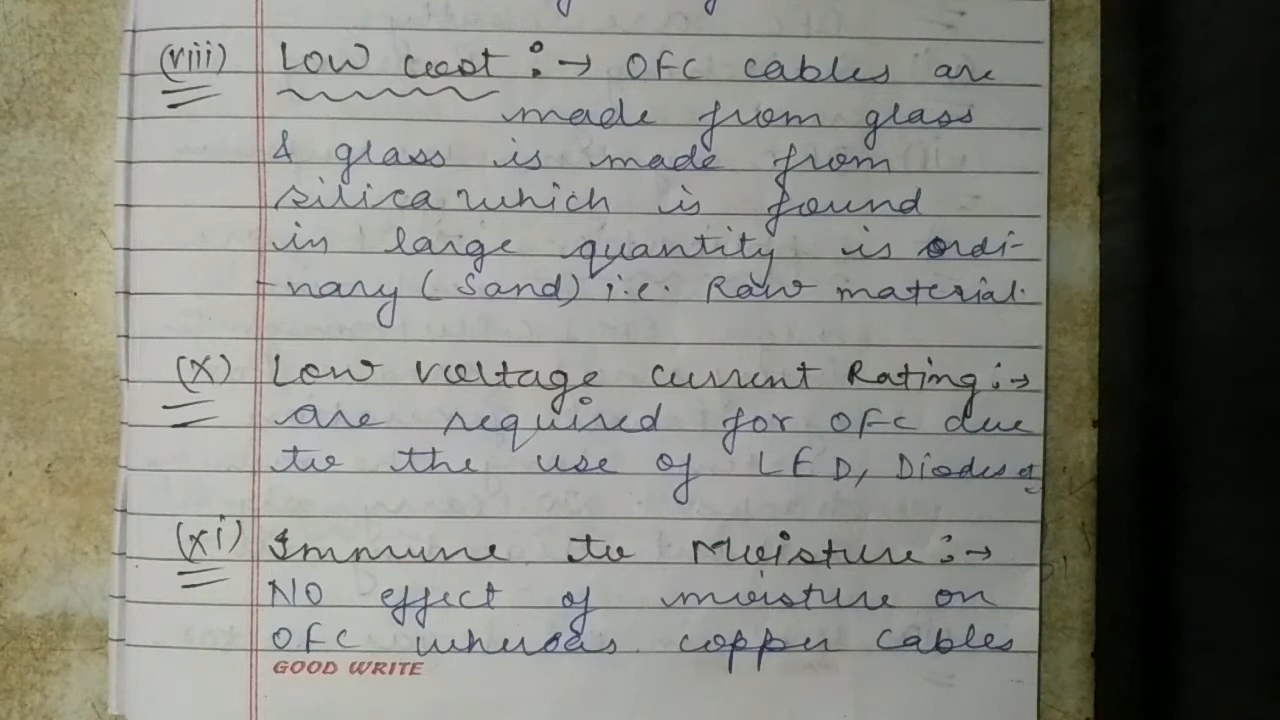 (viii) Low cost :→ OFC cables are
made from glass
& glass is made from
silica which is found
in large quantity is ordi-
-nary (Sand) i.e. Raw material.
(x) Low voltage current Rating :→
are required for OFC due
to the use of LED, Diodes
(xi) Immune to Moisture :→
NO effect of moisture on
OFC whereas copper cables
GOOD WRITE